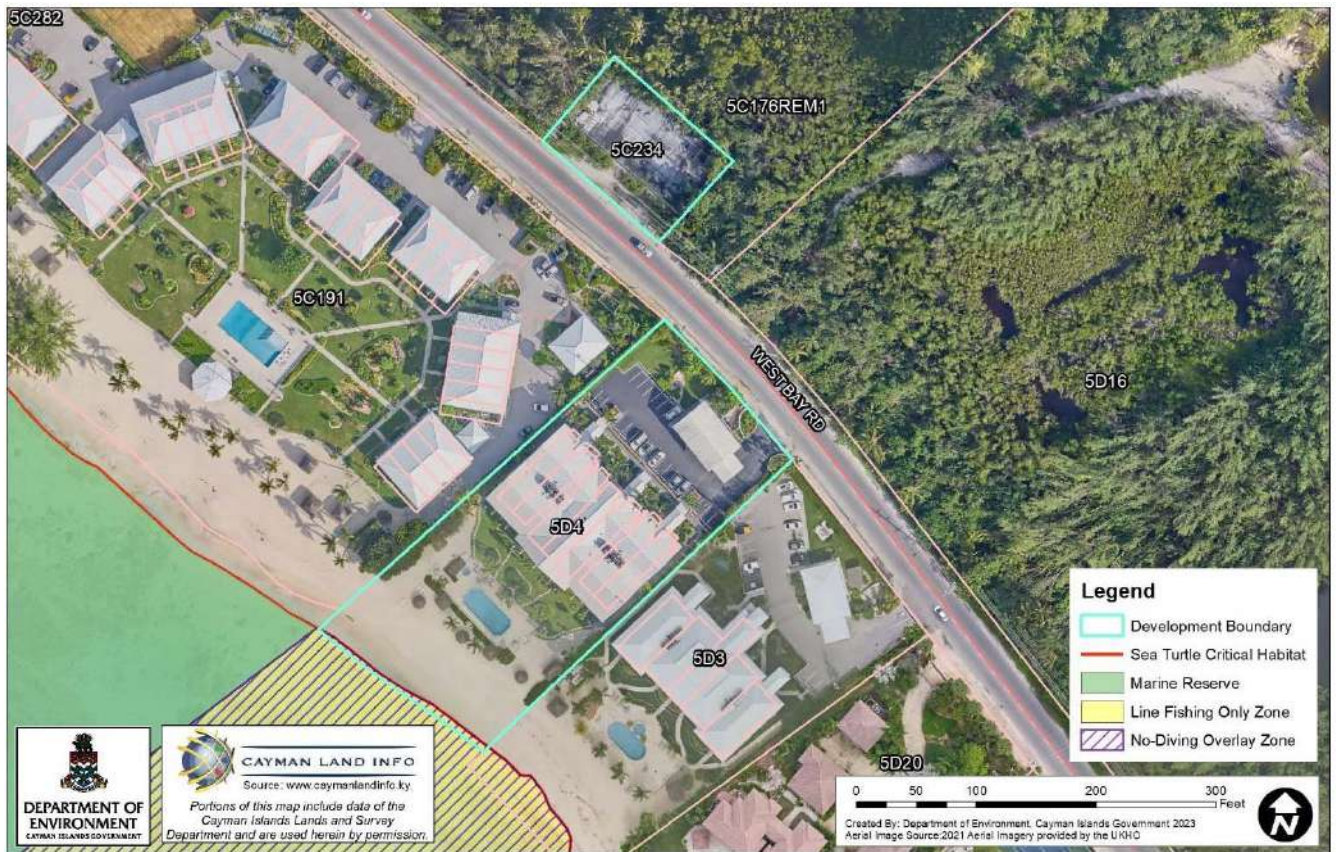 5C282
5C176REM1
5C234
5C191
WEST BAY RD
5D16
5D4
5D3
5D20
Legend
Development Boundary
Sea Turtle Critical Habitat
Marine Reserve
Line Fishing Only Zone
No-Diving Overlay Zone
DEPARTMENT OF
ENVIRONMENT
CAYMAN ISLANDS GOVERNMENT
CAYMAN LAND INFO
Source: www.caymanlandinfo.ky
Portions of this map include data of the
Cayman Islands Lands and Survey
Department and are used herein by permission.
0 50 100 200 300
Feet
Created By: Department of Environment, Cayman Islands Government 2023
Aerial Image Source:2021 Aerial Imagery provided by the UKHO
N